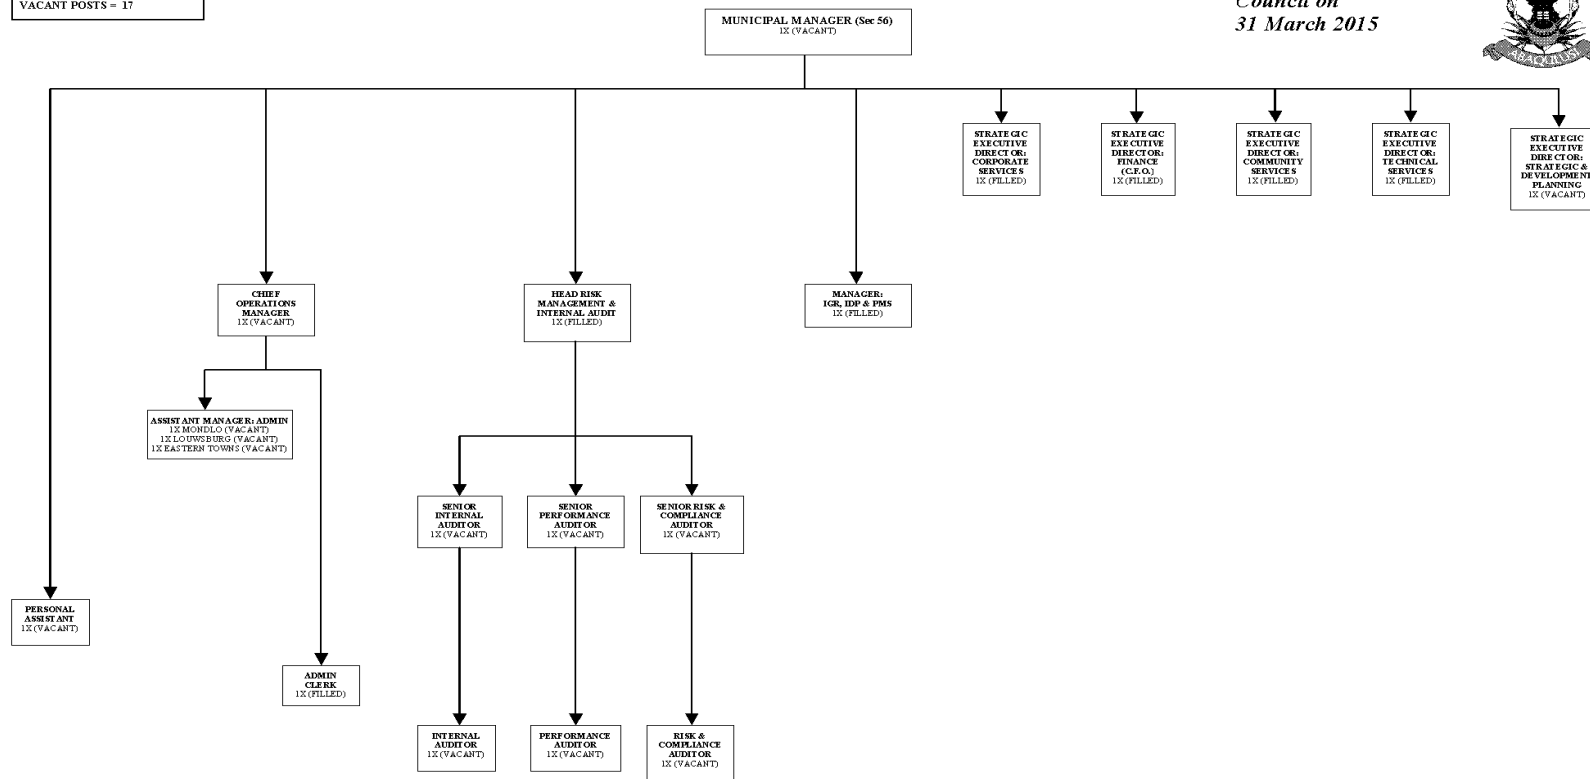 VACANT POSTS = 17
Council on
31 March 2015
ABAQULUSI
MUNICIPAL MANAGER (Sec 56)
1X (VACANT)
STRATEGIC
EXECUTIVE
DIRECTOR:
CORPORATE
SERVICES
1X (FILLED)
STRATEGIC
EXECUTIVE
DIRECTOR:
FINANCE
(C.F.O.)
1X (FILLED)
STRATEGIC
EXECUTIVE
DIRECTOR:
COMMUNITY
SERVICES
1X (FILLED)
STRATEGIC
EXECUTIVE
DIRECTOR:
TECHNICAL
SERVICES
1X (FILLED)
STRATEGIC
EXECUTIVE
DIRECTOR:
STRATEGIC &
DEVELOPMENT
PLANNING
1X (VACANT)
CHIEF
OPERATIONS
MANAGER
1X (VACANT)
HEAD RISK
MANAGEMENT &
INTERNAL AUDIT
1X (FILLED)
MANAGER:
IGR, IDP & PMS
1X (FILLED)
ASSISTANT MANAGER: ADMIN
1X MONDLO (VACANT)
1X LOUWSBURG (VACANT)
1X EASTERN TOWNS (VACANT)
SENIOR
INTERNAL
AUDITOR
1X (VACANT)
SENIOR
PERFORMANCE
AUDITOR
1X (VACANT)
SENIOR RISK &
COMPLIANCE
AUDITOR
1X (VACANT)
PERSONAL
ASSISTANT
1X (VACANT)
ADMIN
CLERK
1X (FILLED)
INTERNAL
AUDITOR
1X (VACANT)
PERFORMANCE
AUDITOR
1X (VACANT)
RISK &
COMPLIANCE
AUDITOR
1X (VACANT)